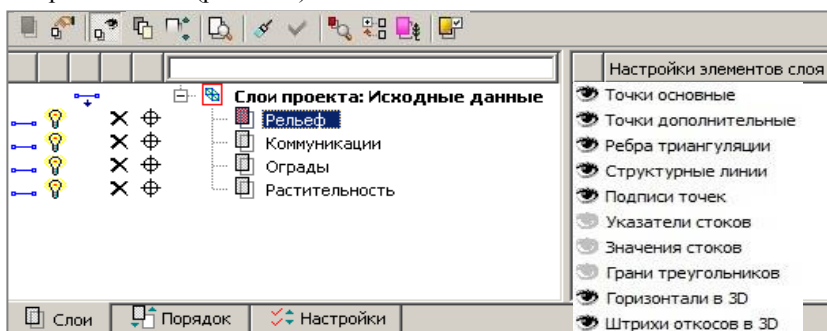 Настройки элементов слоя
Слои проекта: Исходные данные
Рельеф
Коммуникации
Ограды
Растительность
Точки основные
Точки дополнительные
Ребра триангуляции
Структурные линии
Подписи точек
Указатели стоков
Значения стоков
Грани треугольников
Горизонтали в 3D
Штрихи откосов в 3D
Слои
Порядок
Настройки